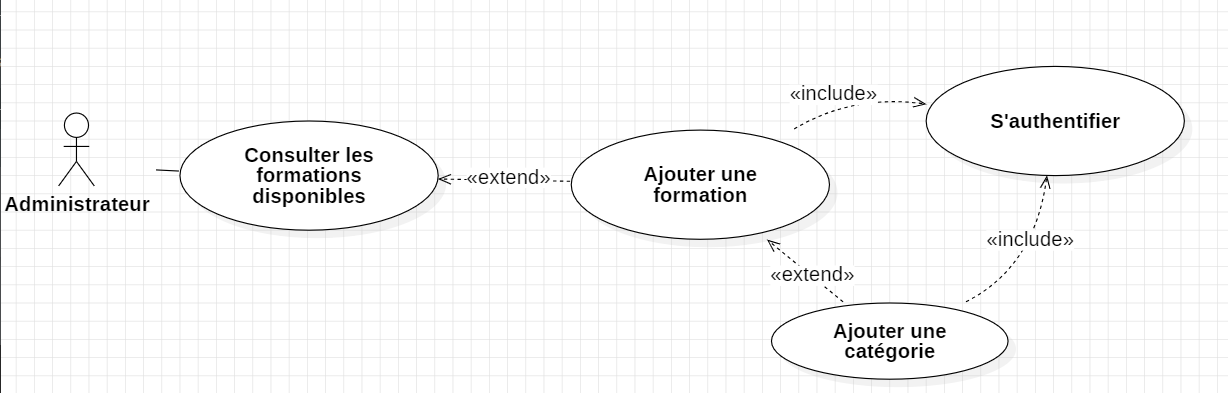 Administrateur
Consulter les
formations
disponibles
«extend»
Ajouter une
formation
«include»
S'authentifier
«extend»
«include»
Ajouter une
catégorie